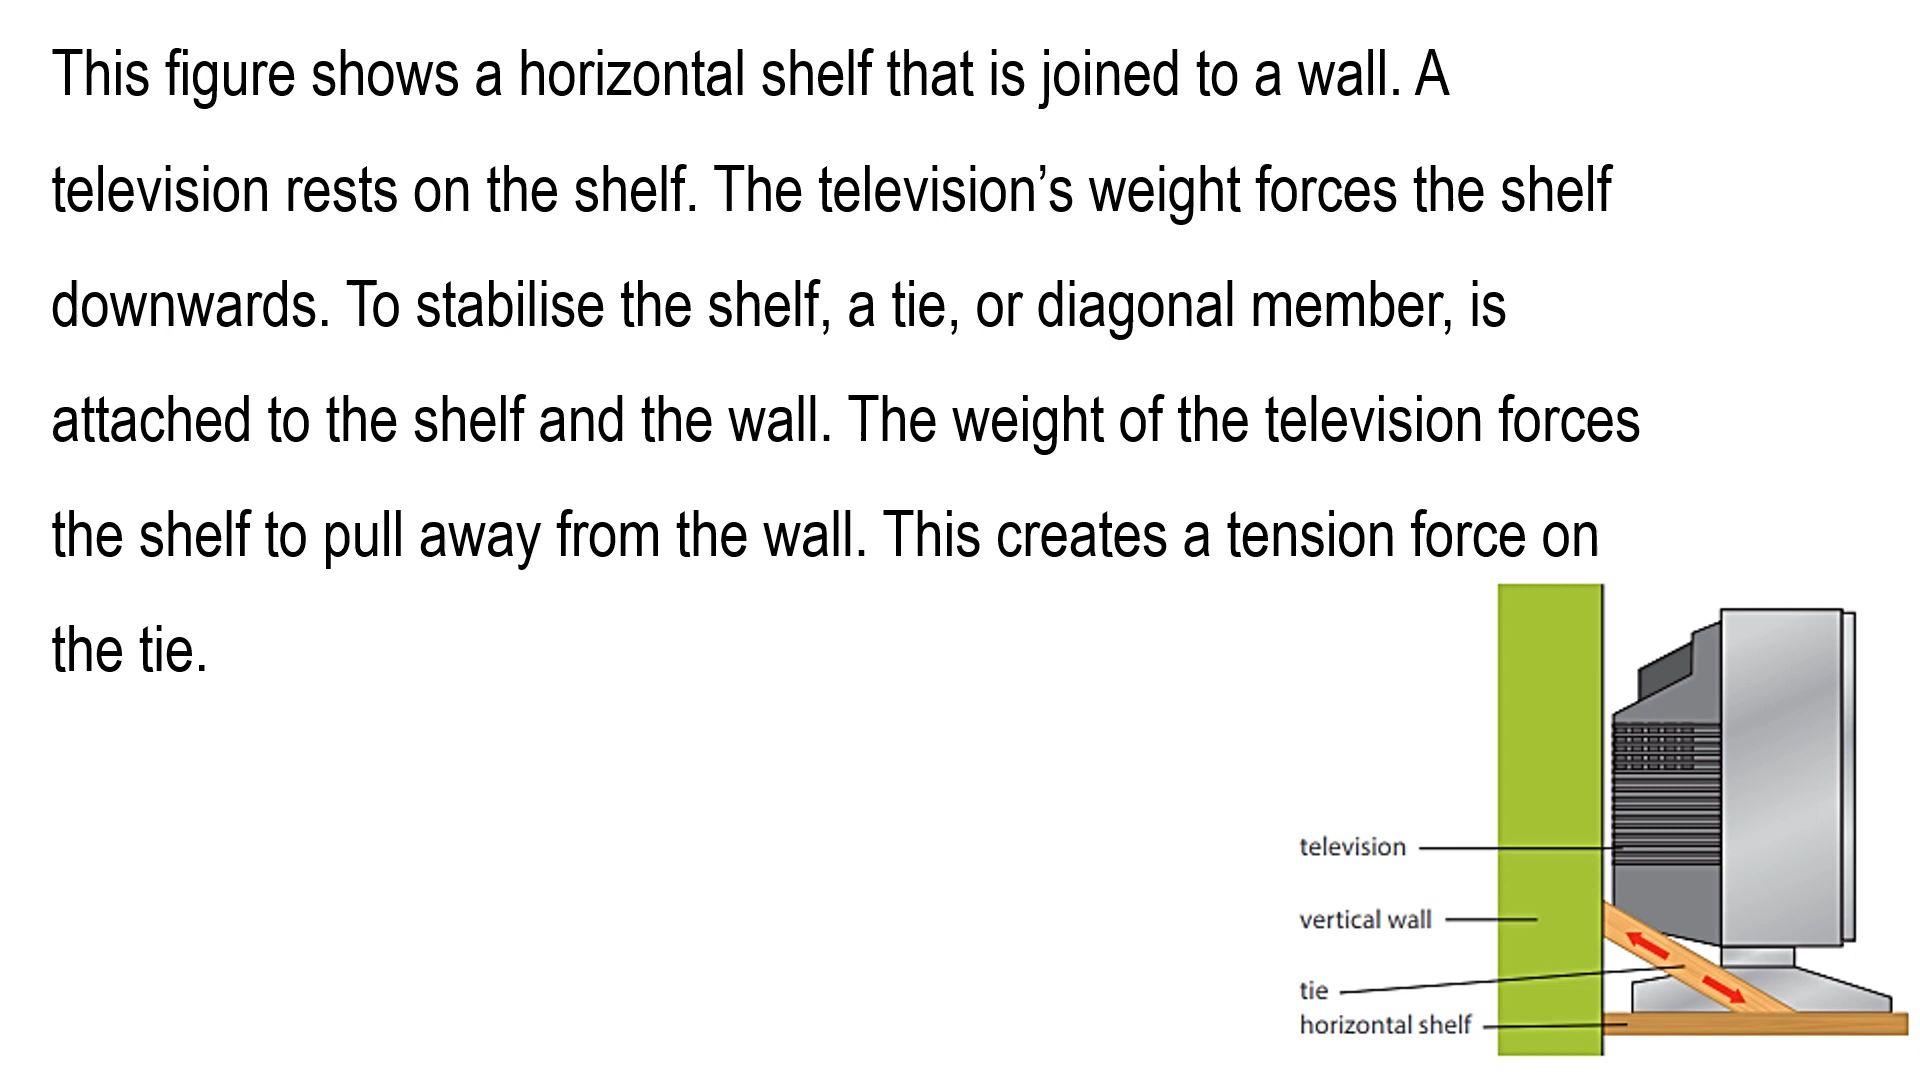 This figure shows a horizontal shelf that is joined to a wall. A
television rests on the shelf. The television’s weight forces the shelf
downwards. To stabilise the shelf, a tie, or diagonal member, is
attached to the shelf and the wall. The weight of the television forces
the shelf to pull away from the wall. This creates a tension force on
the tie.
television
vertical wall
tie
horizontal shelf